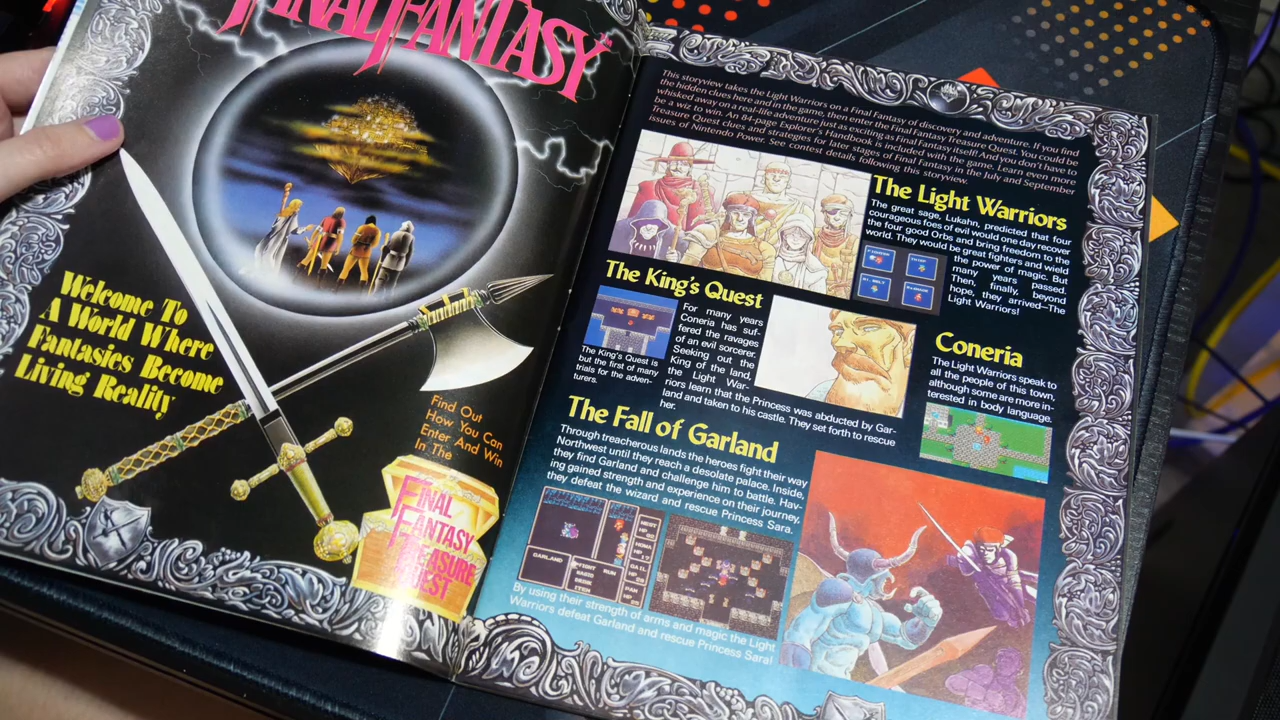 FINAL FANTASY
Welcome To
A World Where
Fantasies Become
Living Reality
Find Out
How You Can
Enter And Win
In The
FINAL
FANTASY
This storyview takes the Light Warriors on a Final Fantasy of discovery and adventure. If you find
the hidden clues here and in the game, then enter the Final Fantasy Treasure Quest. You could be
whisked away on a real-life adventure just as exciting as Final Fantasy itself! And you don't have to
be a wiz to win. An 84-page Explorer's Handbook is included with the game. Learn even more
Treasure Quest clues and strategies for later stages of Final Fantasy in the July and September
issues of Nintendo Power. See contest details following this storyview.
The Light Warriors
The great sage, Lukahn, predicted that four
courageous foes of evil would one day recover
the four good Orbs and bring freedom to the
world. They would be great fighters and wield
the power of magic. But
many years passed.
Then, finally, beyond
hope, they arrived—The
Light Warriors!
The King's Quest
For many years
Coneria has suf-
fered the ravages
of an evil sorcerer.
Seeking out the
King of the land,
the Light War-
riors learn that the Princess was abducted by Gar-
land and taken to his castle. They set forth to rescue
her.
The King's Quest is
but the first of many
trials for the adven-
turers.
Coneria
The Light Warriors speak to
all the people of this town,
although some are more in-
terested in body language.
The Fall of Garland
Through treacherous lands the heroes fight their way
Northwest until they reach a desolate palace. Inside,
they find Garland and challenge him to battle. Hav-
ing gained strength and experience on their journey,
they defeat the wizard and rescue Princess Sara.
GARLAND
FIGHT
RUN
MAGIC
DRINK
ITEM
HP
HP
HP
HP
By using their strength of arms and magic the Light
Warriors defeat Garland and rescue Princess Sara!